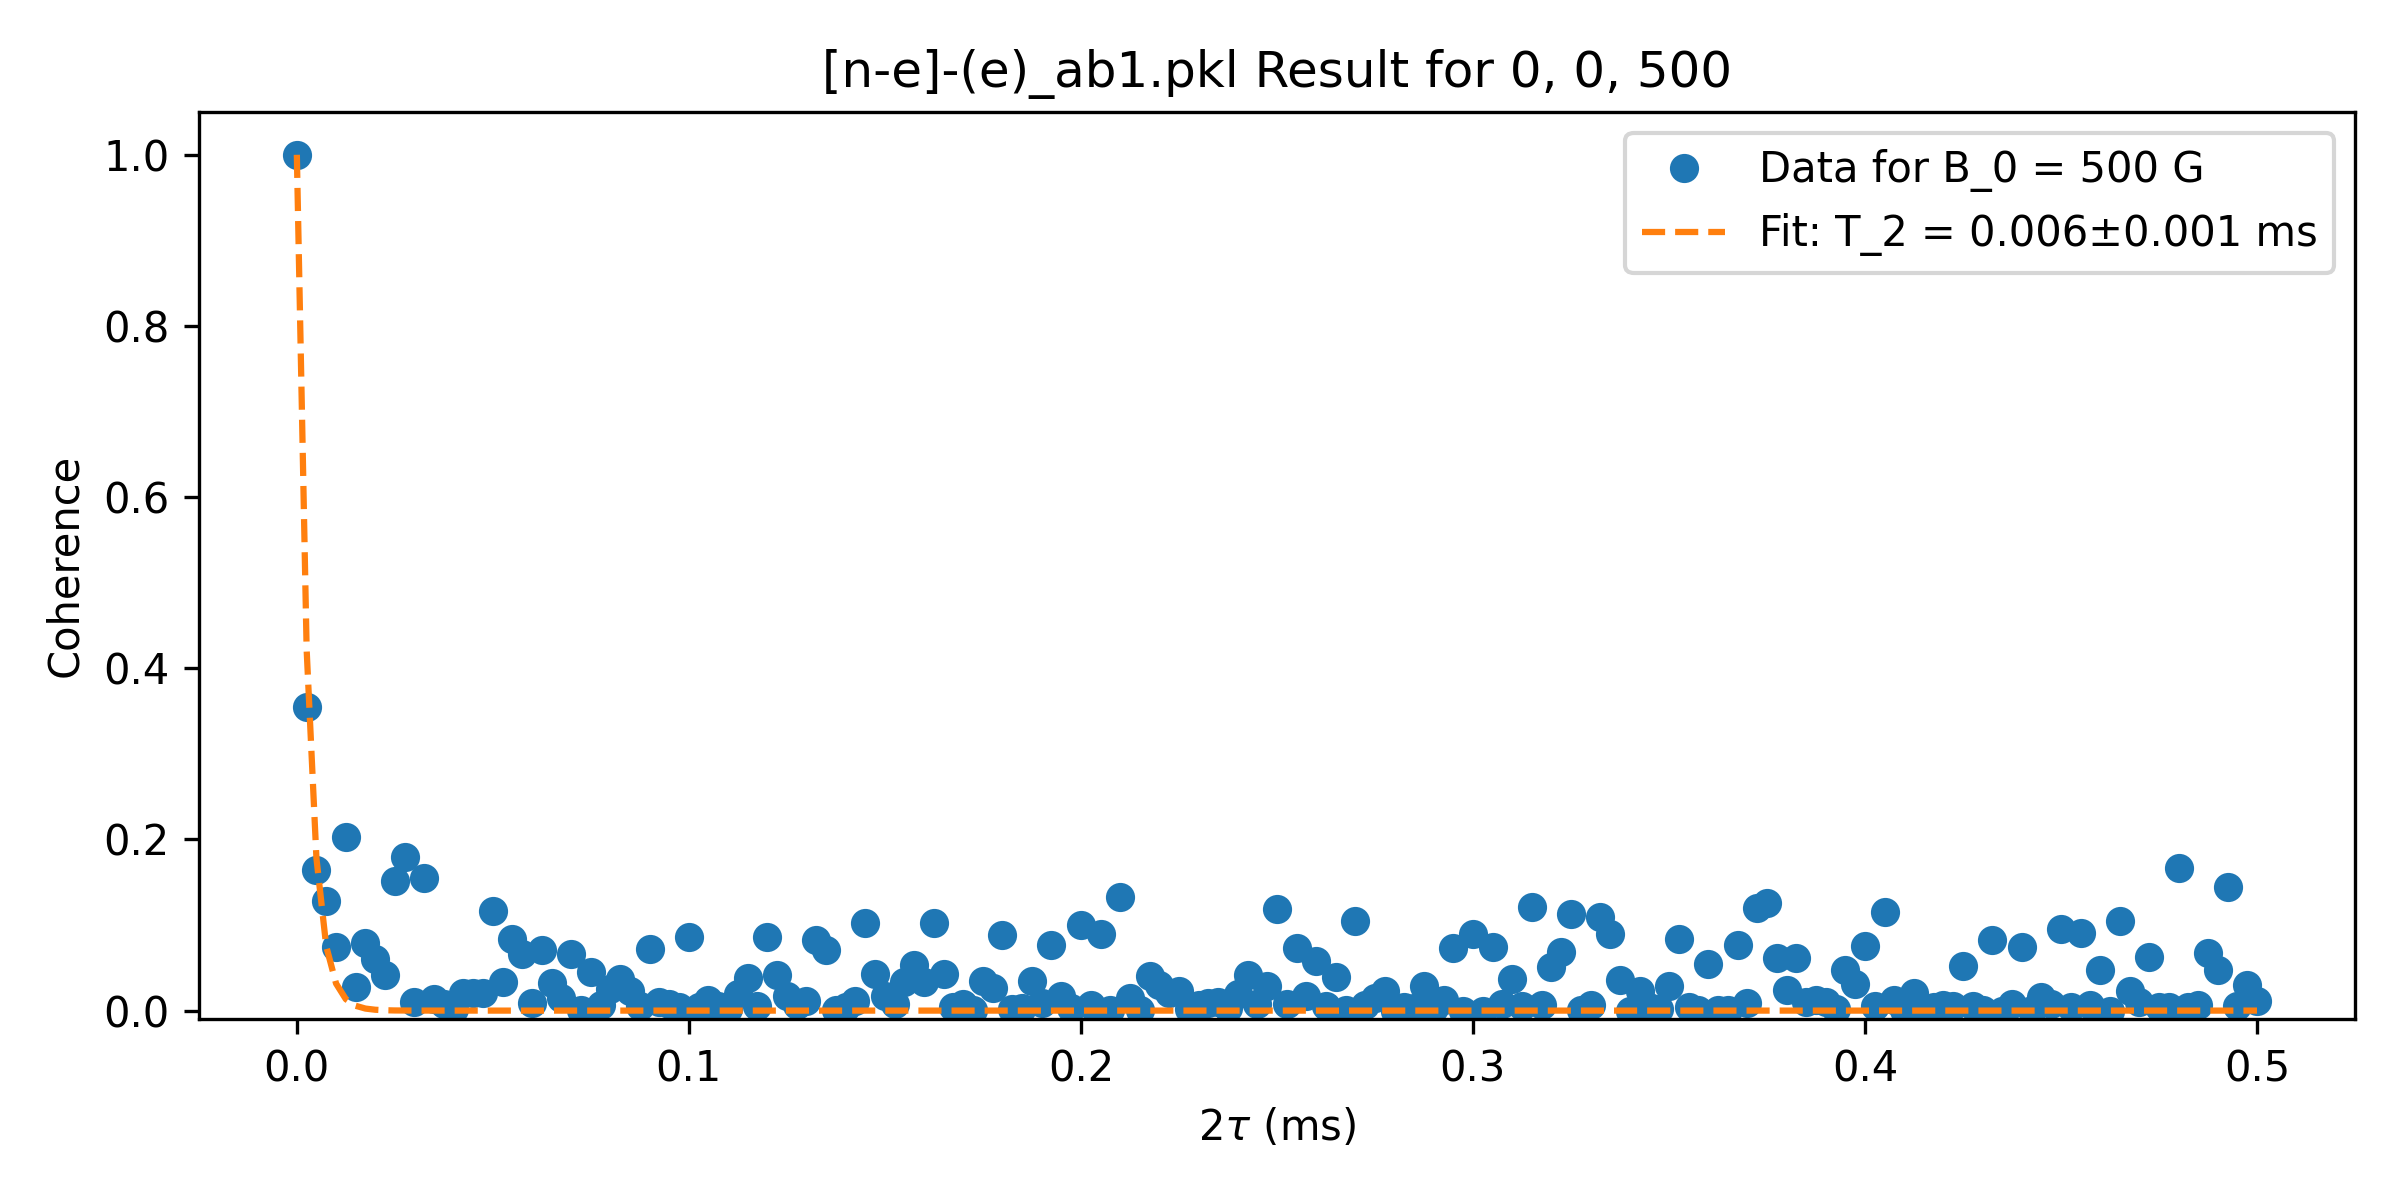 [n-e]-(e)_ab1.pkl Result for 0, 0, 500
Data for B_0 = 500 G
Fit: T_2 = 0.006±0.001 ms
Coherence
1.0
0.8
0.6
0.4
0.2
0.0
0.0 0.1 0.2 0.3 0.4 0.5
2τ (ms)